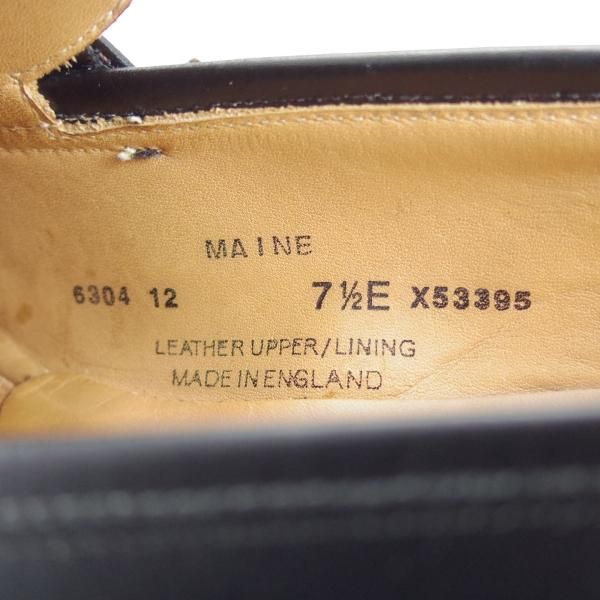 MAINE
6304 12 7½E X53395
LEATHER UPPER/LINING
MADE IN ENGLAND